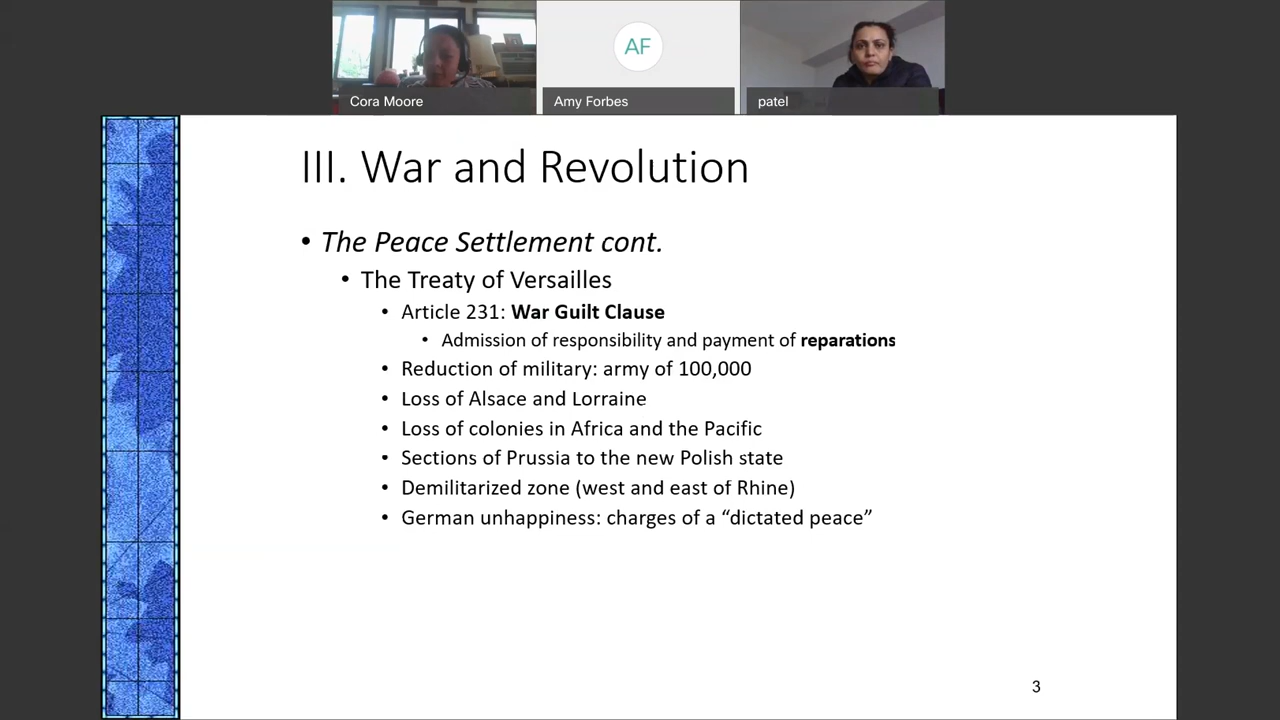 Cora Moore
AF
Amy Forbes
patel
III. War and Revolution
• The Peace Settlement cont.
• The Treaty of Versailles
• Article 231: War Guilt Clause
• Admission of responsibility and payment of reparations
• Reduction of military: army of 100,000
• Loss of Alsace and Lorraine
• Loss of colonies in Africa and the Pacific
• Sections of Prussia to the new Polish state
• Demilitarized zone (west and east of Rhine)
• German unhappiness: charges of a “dictated peace”
3